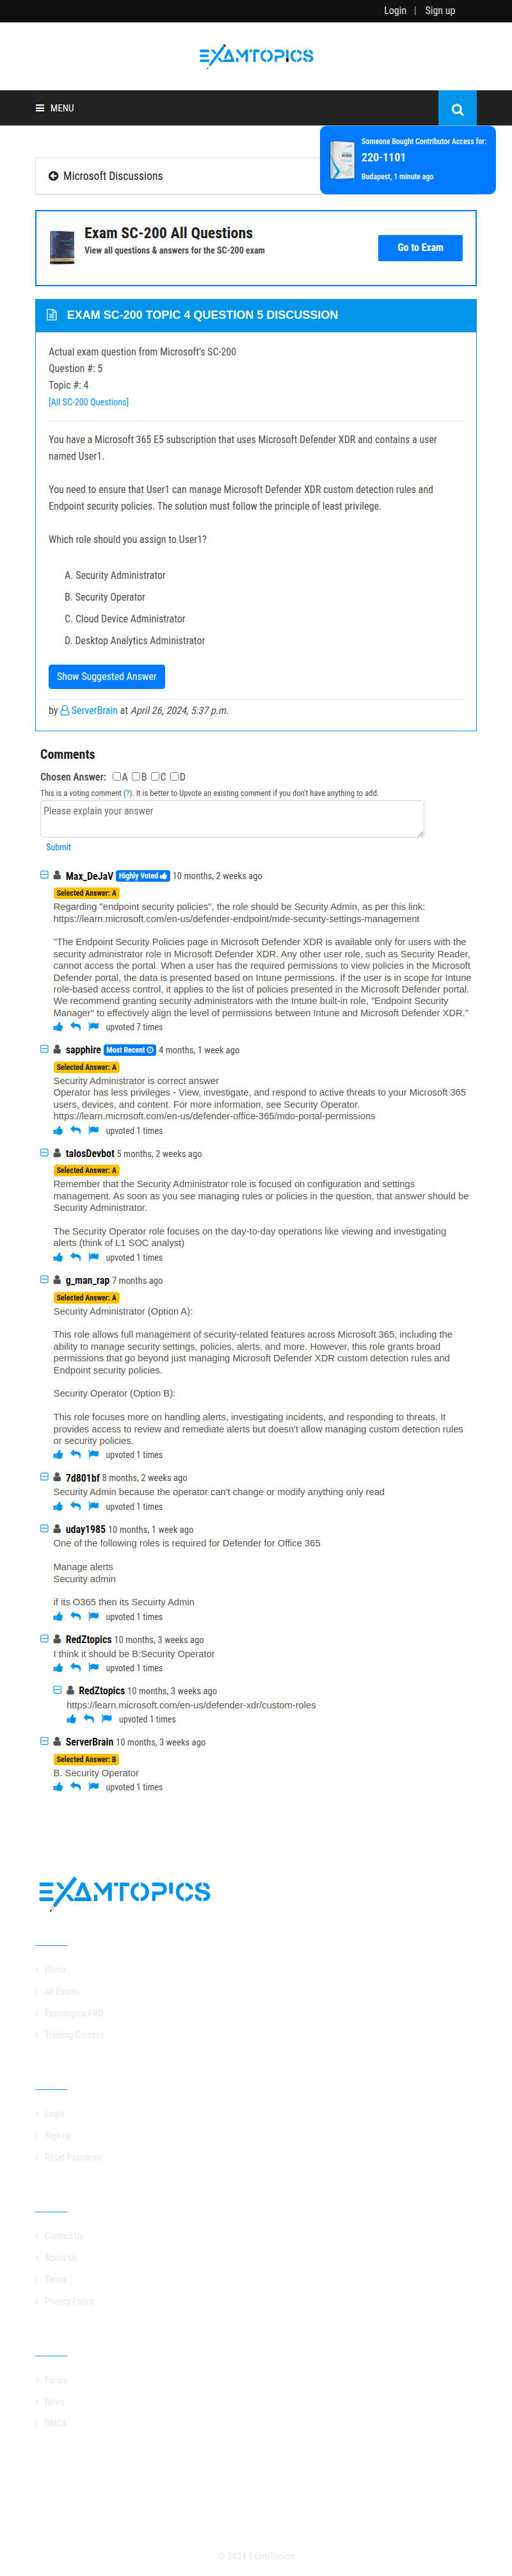 Login | Sign up
EXAMTOPICS
MENU
Someone Bought Contributor Access for:
220-1101
Budapest, 1 minute ago
Microsoft Discussions
Exam SC-200 All Questions
View all questions & answers for the SC-200 exam
Go to Exam
EXAM SC-200 TOPIC 4 QUESTION 5 DISCUSSION
Actual exam question from Microsoft's SC-200
Question #: 5
Topic #: 4
[All SC-200 Questions]
You have a Microsoft 365 E5 subscription that uses Microsoft Defender XDR and contains a user
named User1.
You need to ensure that User1 can manage Microsoft Defender XDR custom detection rules and
Endpoint security policies. The solution must follow the principle of least privilege.
Which role should you assign to User1?
A. Security Administrator
B. Security Operator
C. Cloud Device Administrator
D. Desktop Analytics Administrator
Show Suggested Answer
by ServerBrain at April 26, 2024, 5:37 p.m.
Comments
Chosen Answer: A B C D
This is a voting comment (?). It is better to Upvote an existing comment if you don't have anything to add.
Please explain your answer
Submit
Max_DeJaV Highly Voted 10 months, 2 weeks ago
Selected Answer: A
Regarding "endpoint security policies", the role should be Security Admin, as per this link:
https://learn.microsoft.com/en-us/defender-endpoint/mde-security-settings-management
"The Endpoint Security Policies page in Microsoft Defender XDR is available only for users with the
security administrator role in Microsoft Defender XDR. Any other user role, such as Security Reader,
cannot access the portal. When a user has the required permissions to view policies in the Microsoft
Defender portal, the data is presented based on Intune permissions. If the user is in scope for Intune
role-based access control, it applies to the list of policies presented in the Microsoft Defender portal.
We recommend granting security administrators with the Intune built-in role, "Endpoint Security
Manager" to effectively align the level of permissions between Intune and Microsoft Defender XDR."
upvoted 7 times
sapphire Most Recent 4 months, 1 week ago
Selected Answer: A
Security Administrator is correct answer
Operator has less privileges - View, investigate, and respond to active threats to your Microsoft 365
users, devices, and content. For more information, see Security Operator.
https://learn.microsoft.com/en-us/defender-office-365/mdo-portal-permissions
upvoted 1 times
talosDevbot 5 months, 2 weeks ago
Selected Answer: A
Remember that the Security Administrator role is focused on configuration and settings
management. As soon as you see managing rules or policies in the question, that answer should be
Security Administrator.
The Security Operator role focuses on the day-to-day operations like viewing and investigating
alerts (think of L1 SOC analyst)
upvoted 1 times
g_man_rap 7 months ago
Selected Answer: A
Security Administrator (Option A):
This role allows full management of security-related features across Microsoft 365, including the
ability to manage security settings, policies, alerts, and more. However, this role grants broad
permissions that go beyond just managing Microsoft Defender XDR custom detection rules and
Endpoint security policies.
Security Operator (Option B):
This role focuses more on handling alerts, investigating incidents, and responding to threats. It
provides access to review and remediate alerts but doesn't allow managing custom detection rules
or security policies.
upvoted 1 times
7d801bf 8 months, 2 weeks ago
Security Admin because the operator can't change or modify anything only read
upvoted 1 times
uday1985 10 months, 1 week ago
One of the following roles is required for Defender for Office 365
Manage alerts
Security admin
if its O365 then its Secuirty Admin
upvoted 1 times
RedZtopics 10 months, 3 weeks ago
I think it should be B:Security Operator
upvoted 1 times
RedZtopics 10 months, 3 weeks ago
https://learn.microsoft.com/en-us/defender-xdr/custom-roles
upvoted 1 times
ServerBrain 10 months, 3 weeks ago
Selected Answer: B
B. Security Operator
upvoted 1 times
EXAMTOPICS
Home
All Exams
Examtopics PRO
Training Courses
Login
Sign up
Reset Password
Contact Us
About Us
Terms
Privacy Policy
Forum
News
DMCA
© 2024 ExamTopics